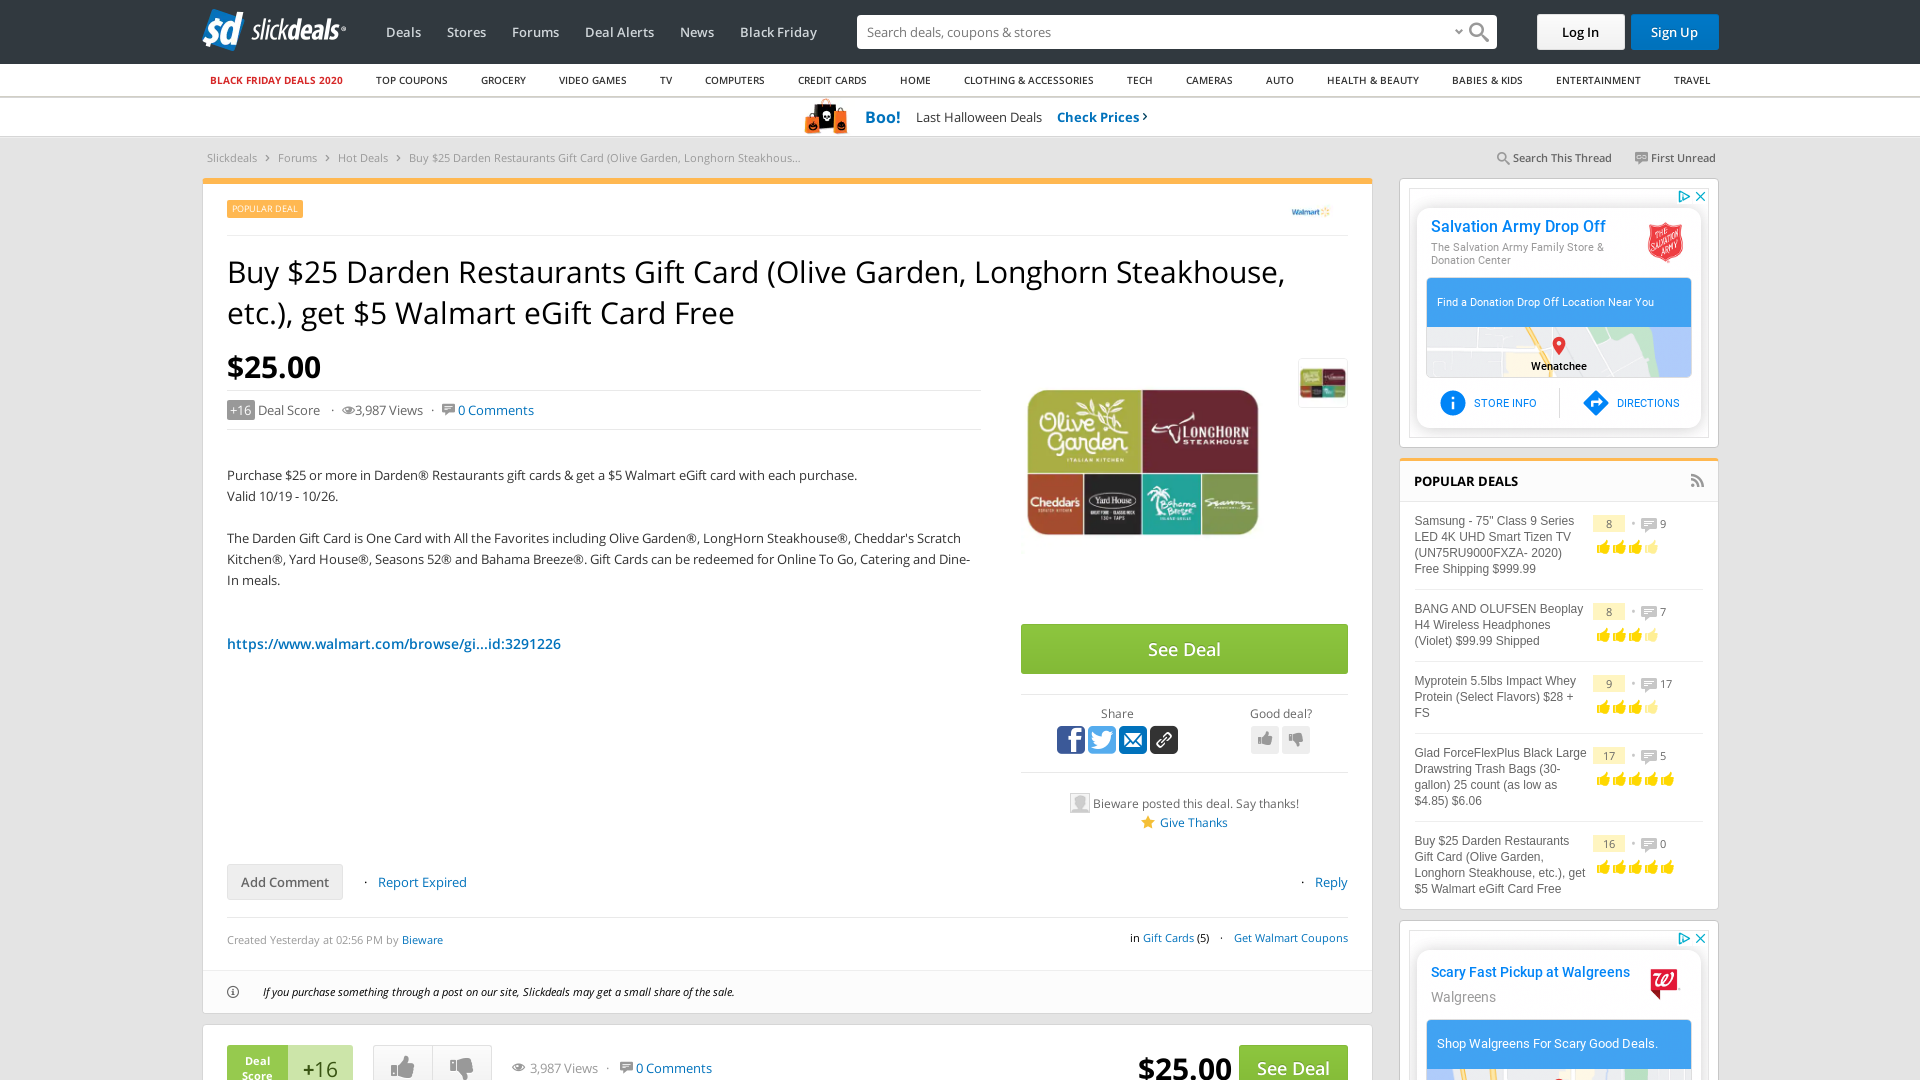 slickdeals
Deals Stores Forums Deal Alerts News Black Friday
Search deals, coupons & stores
Log In Sign Up
BLACK FRIDAY DEALS 2020 TOP COUPONS GROCERY VIDEO GAMES TV COMPUTERS CREDIT CARDS HOME CLOTHING & ACCESSORIES TECH CAMERAS AUTO HEALTH & BEAUTY BABIES & KIDS ENTERTAINMENT TRAVEL
Boo! Last Halloween Deals Check Prices ›
Slickdeals › Forums › Hot Deals › Buy $25 Darden Restaurants Gift Card (Olive Garden, Longhorn Steakhous...
Search This Thread First Unread
POPULAR DEAL
Walmart
Buy $25 Darden Restaurants Gift Card (Olive Garden, Longhorn Steakhouse,
etc.), get $5 Walmart eGift Card Free
$25.00
+16 Deal Score · 3,987 Views · 0 Comments
Purchase $25 or more in Darden® Restaurants gift cards & get a $5 Walmart eGift card with each purchase.
Valid 10/19 - 10/26.
The Darden Gift Card is One Card with All the Favorites including Olive Garden®, LongHorn Steakhouse®, Cheddar's Scratch
Kitchen®, Yard House®, Seasons 52® and Bahama Breeze®. Gift Cards can be redeemed for Online To Go, Catering and Dine-
In meals.
https://www.walmart.com/browse/gi...id:3291226
Olive Garden
ITALIAN KITCHEN
LONGHORN
STEAKHOUSE
Cheddar's
Yard House
Bahama Breeze
Seasons 52
See Deal
Share
Good deal?
Bieware posted this deal. Say thanks!
Give Thanks
Add Comment · Report Expired
· Reply
Created Yesterday at 02:56 PM by Bieware
in Gift Cards (5) · Get Walmart Coupons
If you purchase something through a post on our site, Slickdeals may get a small share of the sale.
Deal
Score
+16
3,987 Views · 0 Comments
$25.00
See Deal
Salvation Army Drop Off
The Salvation Army Family Store &
Donation Center
THE SALVATION ARMY
Find a Donation Drop Off Location Near You
Wenatchee
STORE INFO
DIRECTIONS
POPULAR DEALS
Samsung - 75" Class 9 Series
LED 4K UHD Smart Tizen TV
(UN75RU9000FXZA- 2020)
Free Shipping $999.99
8 · 9
BANG AND OLUFSEN Beoplay
H4 Wireless Headphones
(Violet) $99.99 Shipped
8 · 7
Myprotein 5.5lbs Impact Whey
Protein (Select Flavors) $28 +
FS
9 · 17
Glad ForceFlexPlus Black Large
Drawstring Trash Bags (30-
gallon) 25 count (as low as
$4.85) $6.06
17 · 5
Buy $25 Darden Restaurants
Gift Card (Olive Garden,
Longhorn Steakhouse, etc.), get
$5 Walmart eGift Card Free
16 · 0
Scary Fast Pickup at Walgreens
Walgreens
Shop Walgreens For Scary Good Deals.